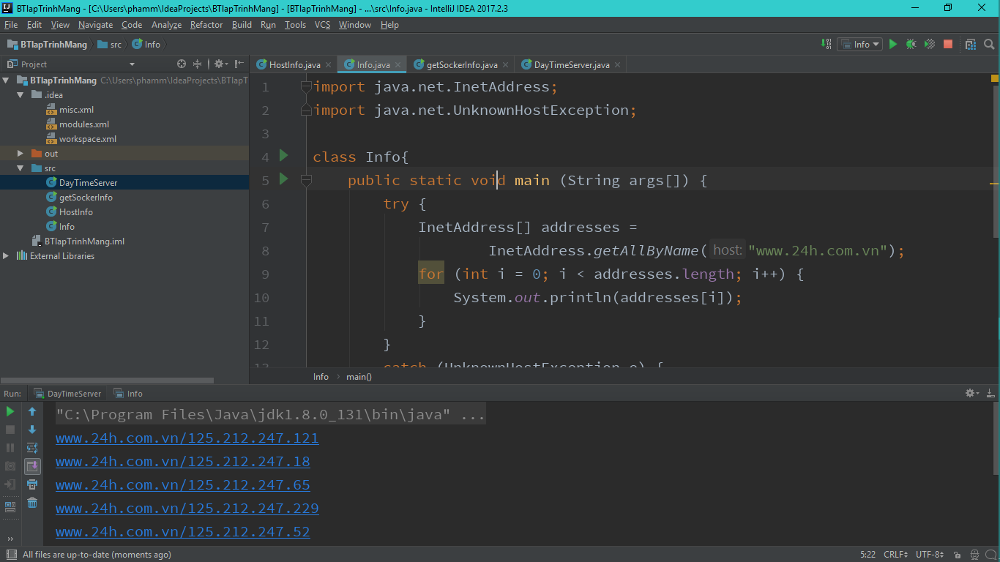 BTlapTrinhMang - [C:\Users\phamm\IdeaProjects\BTlapTrinhMang] - [BTlapTrinhMang] - ...\src\Info.java - IntelliJ IDEA 2017.2.3
File Edit View Navigate Code Analyze Refactor Build Run Tools VCS Window Help
BTlapTrinhMang src Info
Info
Project
HostInfo.java Info.java getSockerInfo.java DayTimeServer.java
BTlapTrinhMang C:\Users\phamm\IdeaProjects\BTlapT
.idea
misc.xml
modules.xml
workspace.xml
out
src
DayTimeServer
getSockerInfo
HostInfo
Info
BTlapTrinhMang.iml
External Libraries
1 import java.net.InetAddress;
2 import java.net.UnknownHostException;
3
4 class Info{
5 public static void main (String args[]) {
6 try {
7 InetAddress[] addresses =
8 InetAddress.getAllByName( host: "www.24h.com.vn");
9 for (int i = 0; i < addresses.length; i++) {
10 System.out.println(addresses[i]);
11 }
12 }
13 catch (UnknownHostException e) {
Info main()
Run: DayTimeServer Info
"C:\Program Files\Java\jdk1.8.0_131\bin\java" ...
www.24h.com.vn/125.212.247.121
www.24h.com.vn/125.212.247.18
www.24h.com.vn/125.212.247.65
www.24h.com.vn/125.212.247.229
www.24h.com.vn/125.212.247.52
All files are up-to-date (moments ago)
5:22 CRLF UTF-8